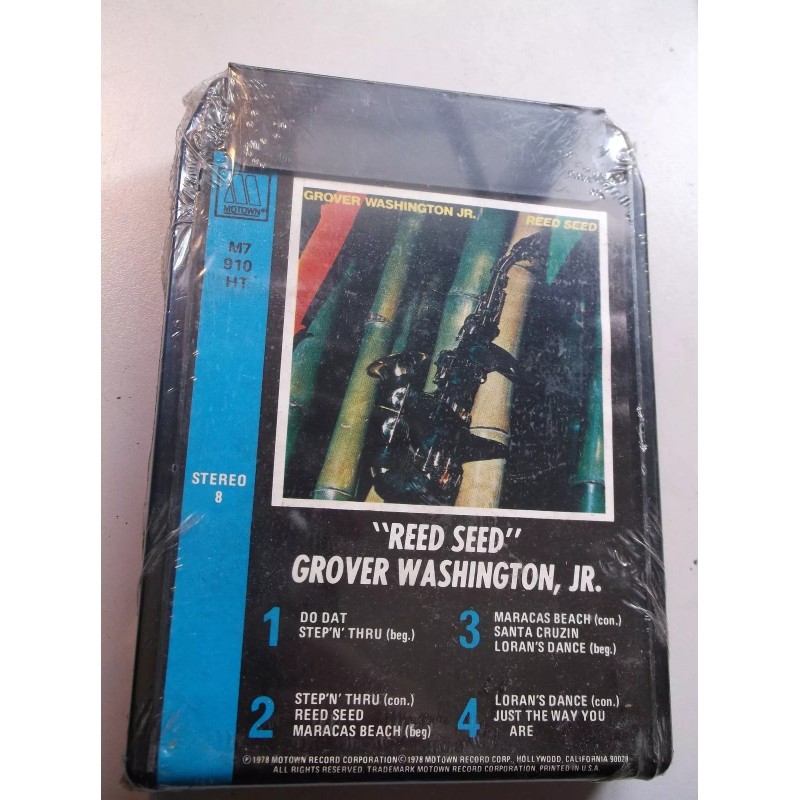 MOTOWN®
M7
910
HT
GROVER WASHINGTON JR.
REED SEED
STEREO
8
"REED SEED"
GROVER WASHINGTON, JR.
1 DO DAT
STEP'N' THRU (beg.)
2 STEP'N' THRU (con.)
REED SEED
MARACAS BEACH (beg)
3 MARACAS BEACH (con.)
SANTA CRUZIN
LORAN'S DANCE (beg.)
4 LORAN'S DANCE (con.)
JUST THE WAY YOU
ARE
℗1978 MOTOWN RECORD CORPORATION ©1978 MOTOWN RECORD CORP., HOLLYWOOD, CALIFORNIA 90028
ALL RIGHTS RESERVED. TRADEMARK MOTOWN RECORD CORPORATION. PRINTED IN U.S.A.